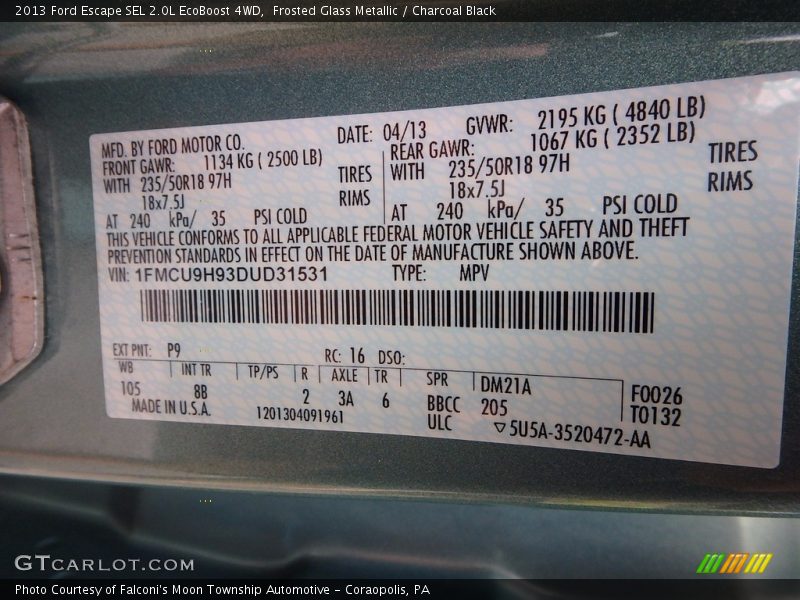 2013 Ford Escape SEL 2.0L EcoBoost 4WD, Frosted Glass Metallic / Charcoal Black
MFD. BY FORD MOTOR CO. DATE: 04/13 GVWR: 2195 KG ( 4840 LB)
FRONT GAWR: 1134 KG ( 2500 LB) REAR GAWR: 1067 KG ( 2352 LB)
WITH 235/50R18 97H TIRES WITH 235/50R18 97H TIRES
18x7.5J RIMS 18x7.5J RIMS
AT 240 kPa/ 35 PSI COLD AT 240 kPa/ 35 PSI COLD
THIS VEHICLE CONFORMS TO ALL APPLICABLE FEDERAL MOTOR VEHICLE SAFETY AND THEFT
PREVENTION STANDARDS IN EFFECT ON THE DATE OF MANUFACTURE SHOWN ABOVE.
VIN: 1FMCU9H93DUD31531 TYPE: MPV
EXT PNT: P9 RC: 16 DSO:
WB INT TR TP/PS R AXLE TR SPR DM21A F0026
105 8B 2 3A 6 BBCC 205 T0132
MADE IN U.S.A. 1201304091961 ULC ▽5U5A-3520472-AA
GTCARLOT.COM
Photo Courtesy of Falconi's Moon Township Automotive - Coraopolis, PA